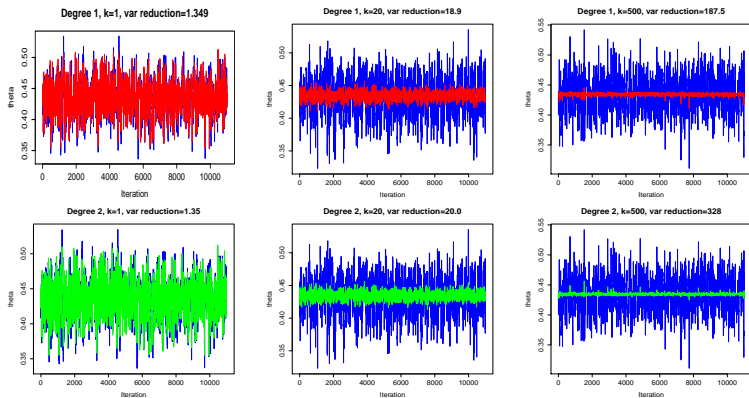 Degree 1, k=1, var reduction=1.349
theta
0.35 0.40 0.45 0.50
0 2000 4000 6000 8000 10000
Iteration
Degree 1, k=20, var reduction=18.9
theta
0.35 0.40 0.45 0.50
0 2000 4000 6000 8000 10000
Iteration
Degree 1, k=500, var reduction=187.5
theta
0.35 0.40 0.45 0.50 0.55
0 2000 4000 6000 8000 10000
Iteration
Degree 2, k=1, var reduction=1.35
theta
0.35 0.40 0.45 0.50
0 2000 4000 6000 8000 10000
Iteration
Degree 2, k=20, var reduction=20.0
theta
0.35 0.40 0.45 0.50
0 2000 4000 6000 8000 10000
Iteration
Degree 2, k=500, var reduction=328
theta
0.35 0.40 0.45 0.50 0.55
0 2000 4000 6000 8000 10000
Iteration